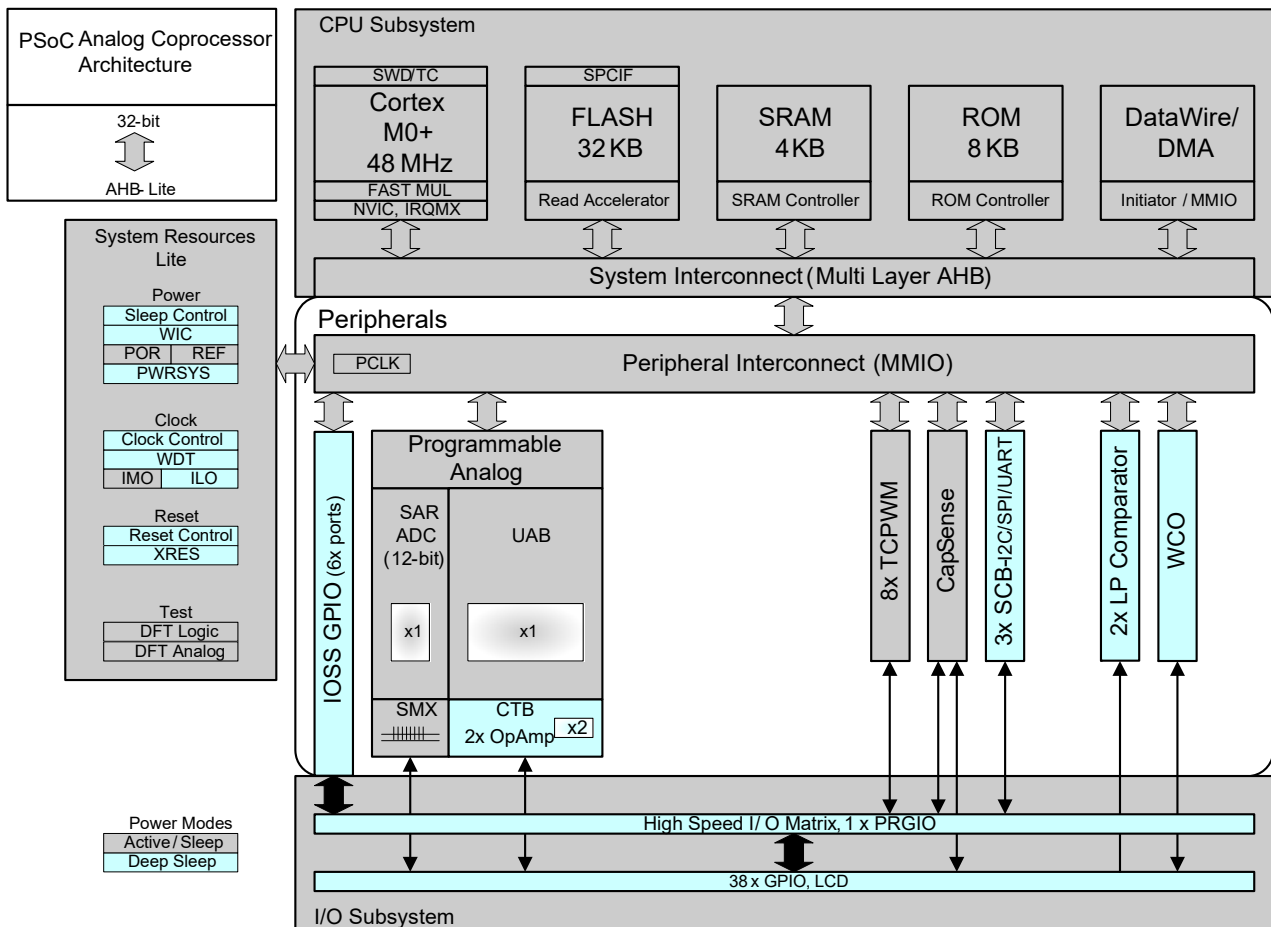 PSoC Analog Coprocessor
Architecture
32-bit
AHB- Lite
CPU Subsystem
SWD/TC
Cortex
M0+
48 MHz
FAST MUL
NVIC, IRQMX
SPCIF
FLASH
32 KB
Read Accelerator
SRAM
4 KB
SRAM Controller
ROM
8 KB
ROM Controller
DataWire/
DMA
Initiator / MMIO
System Interconnect (Multi Layer AHB)
System Resources
Lite
Power
Sleep Control
WIC
POR REF
PWRSYS
Clock
Clock Control
WDT
IMO ILO
Reset
Reset Control
XRES
Test
DFT Logic
DFT Analog
Peripherals
PCLK
Peripheral Interconnect (MMIO)
IOSS GPIO (6x ports)
Programmable
Analog
SAR
ADC
(12-bit)
x1
UAB
x1
SMX
CTB
2x OpAmp x2
8x TCPWM
CapSense
3x SCB-I2C/SPI/UART
2x LP Comparator
WCO
Power Modes
Active / Sleep
Deep Sleep
High Speed I/ O Matrix, 1 x PRGIO
38 x GPIO, LCD
I/O Subsystem